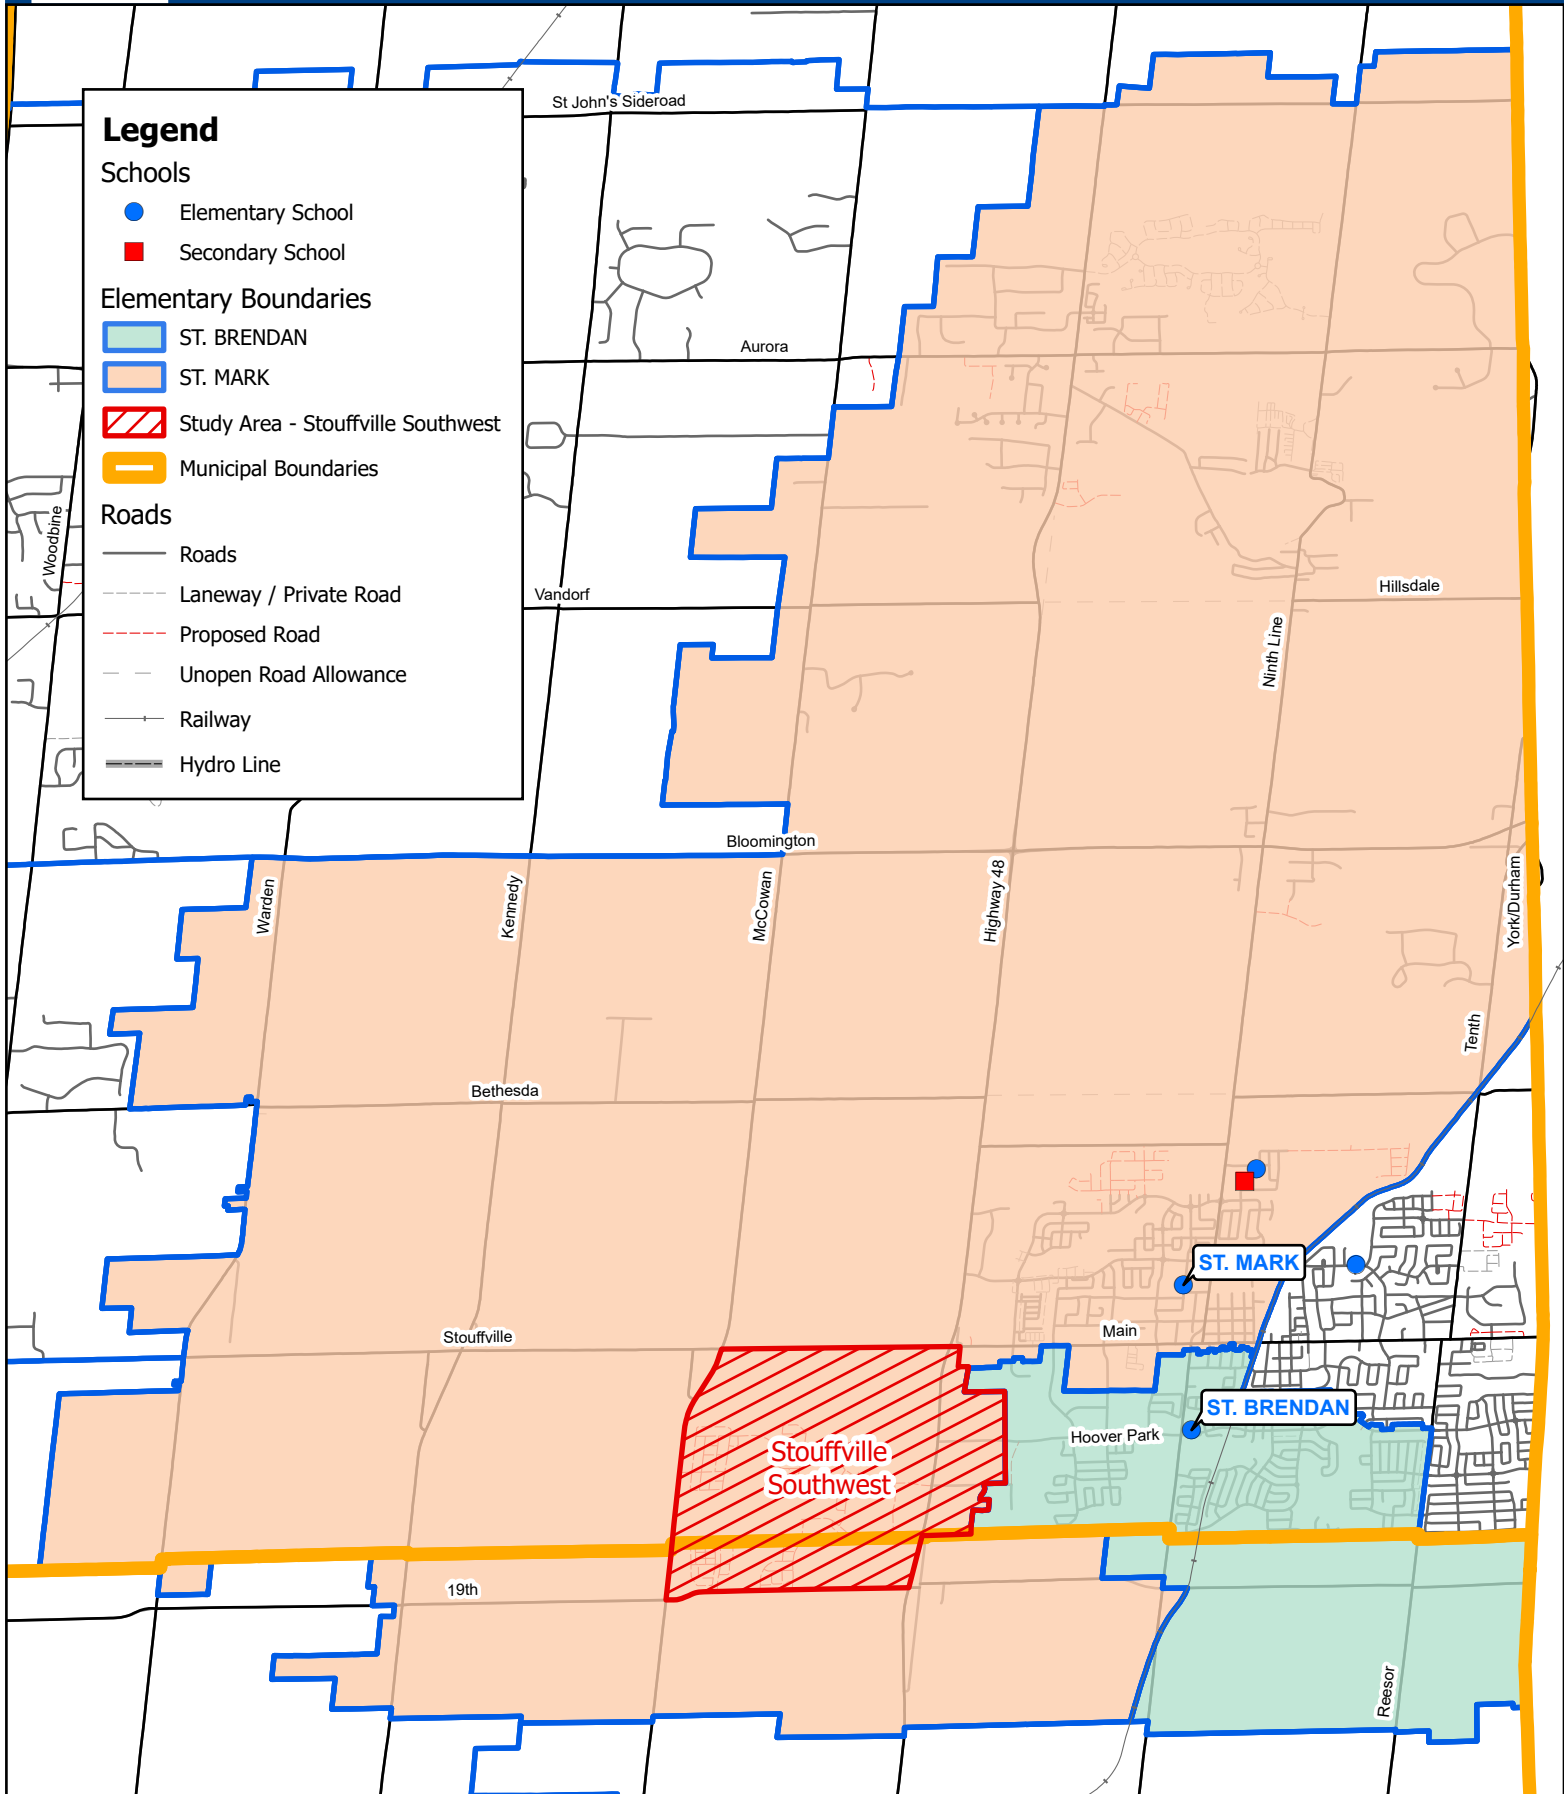 Legend
Schools
Elementary School
Secondary School
Elementary Boundaries
ST. BRENDAN
ST. MARK
Study Area - Stouffville Southwest
Municipal Boundaries
Roads
Roads
Laneway / Private Road
Proposed Road
Unopen Road Allowance
Railway
Hydro Line
St John's Sideroad
Aurora
Woodbine
Vandorf
Hillsdale
Ninth Line
Bloomington
Warden
Kennedy
McCowan
Highway 48
York/Durham
Tenth
Bethesda
ST. MARK
Main
Stouffville
ST. BRENDAN
Hoover Park
Stouffville
Southwest
19th
Reesor